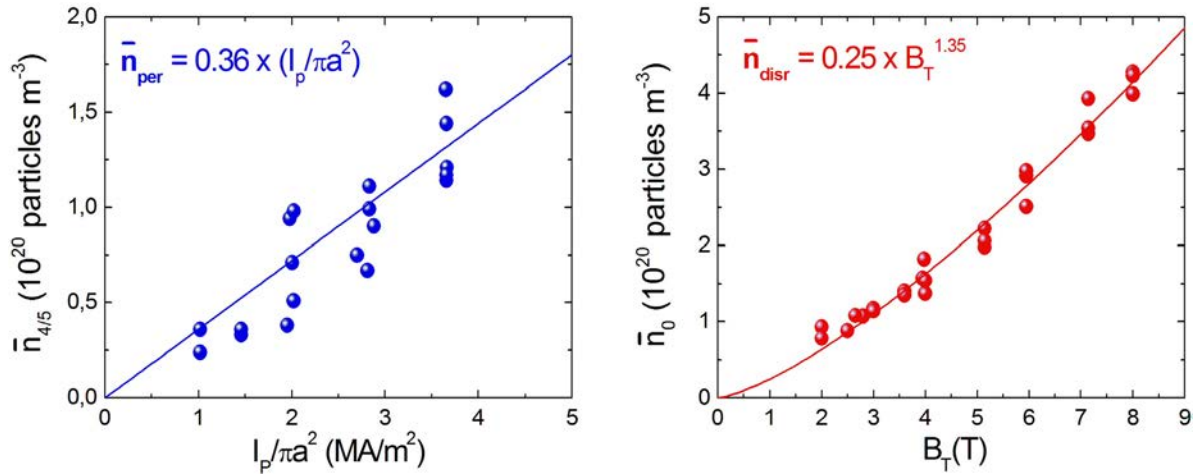 n̄per = 0.36 x (Ip/πa²)
n̄4/5 (10²⁰ particles m⁻³)
2,0
1,5
1,0
0,5
0,0
0 1 2 3 4 5
IP/πa² (MA/m²)
n̄disr = 0.25 x BT^1.35
n̄0 (10²⁰ particles m⁻³)
5
4
3
2
1
0
0 1 2 3 4 5 6 7 8 9
BT(T)